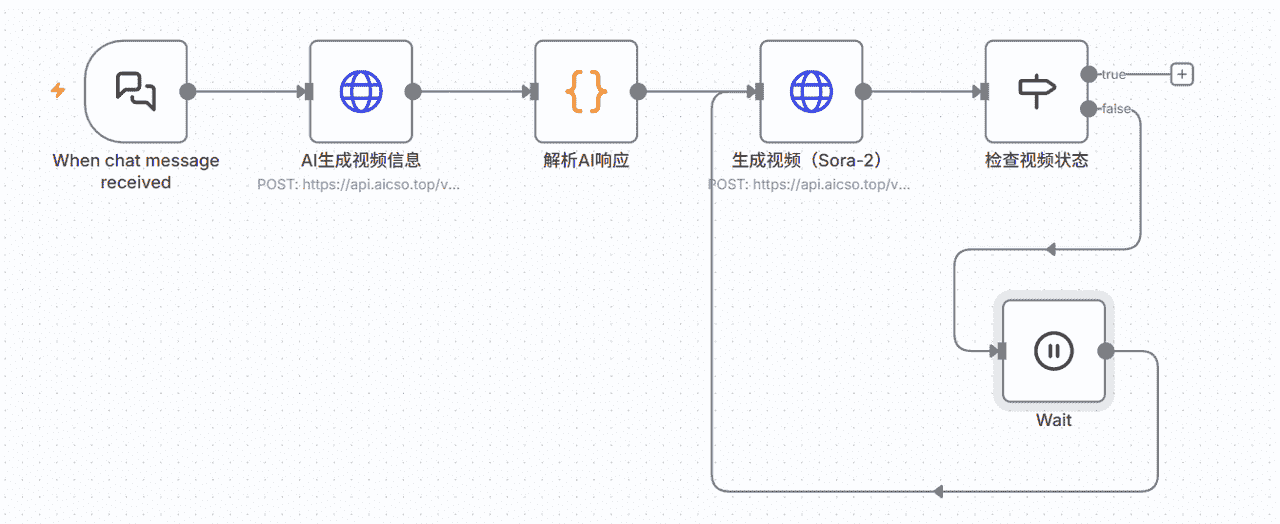 true
false
When chat message
received
AI生成视频信息
POST: https://api.aicso.top/v...
解析AI响应
生成视频（Sora-2）
POST: https://api.aicso.top/v...
检查视频状态
Wait